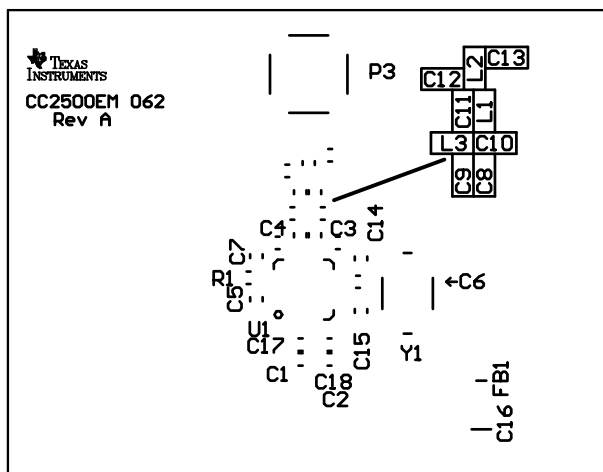 TEXAS
INSTRUMENTS
CC2500EM 062
Rev A
P3
C12
L2
C13
C11
L1
L3
C10
C9
C8
C4
C3
C14
C7
R1
C5
C6
U1
C17
C15
Y1
C1
C18
C2
FB1
C16